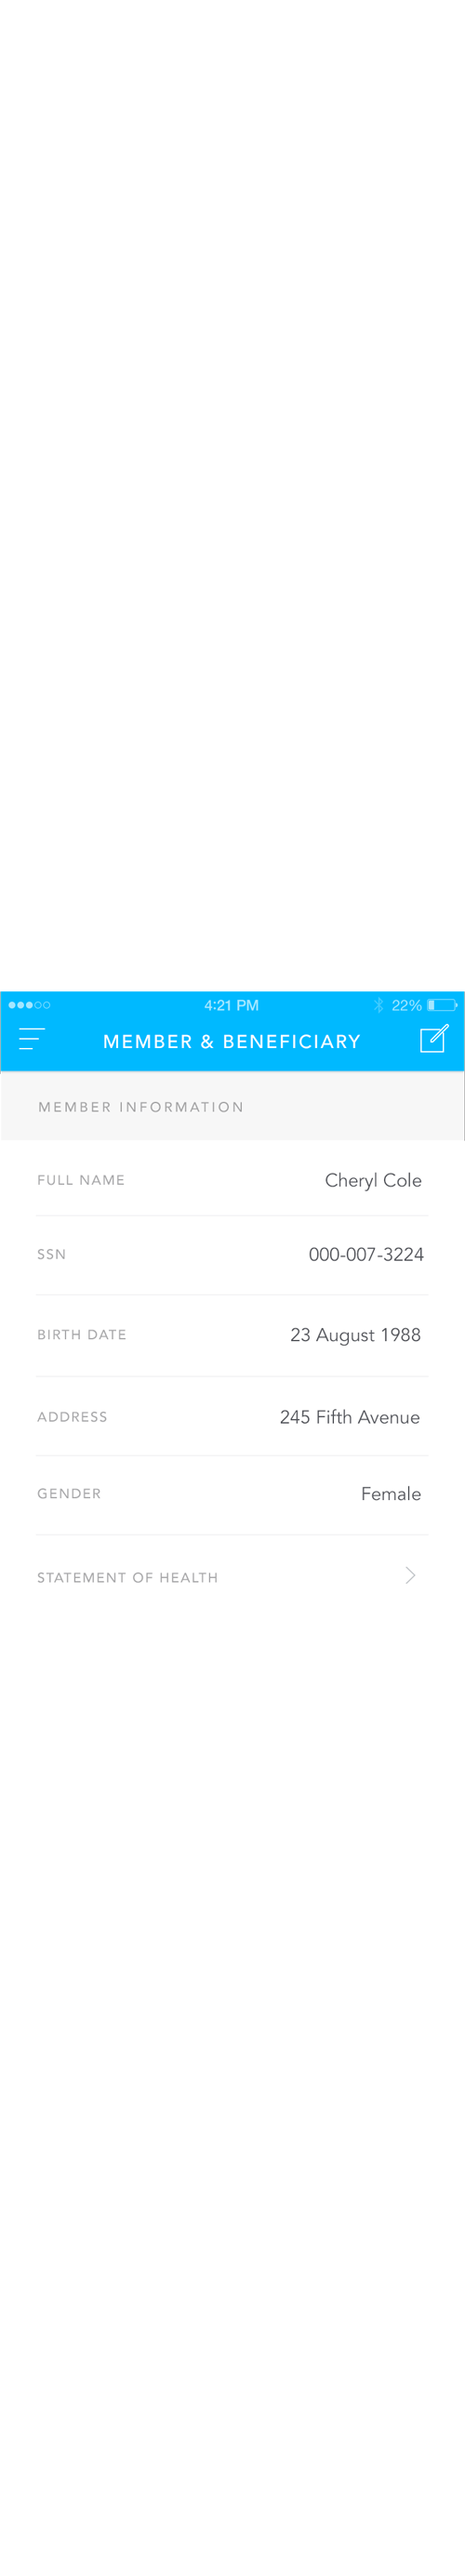 4:21 PM 22%
MEMBER & BENEFICIARY
MEMBER INFORMATION
FULL NAME Cheryl Cole
SSN 000-007-3224
BIRTH DATE 23 August 1988
ADDRESS 245 Fifth Avenue
GENDER Female
STATEMENT OF HEALTH